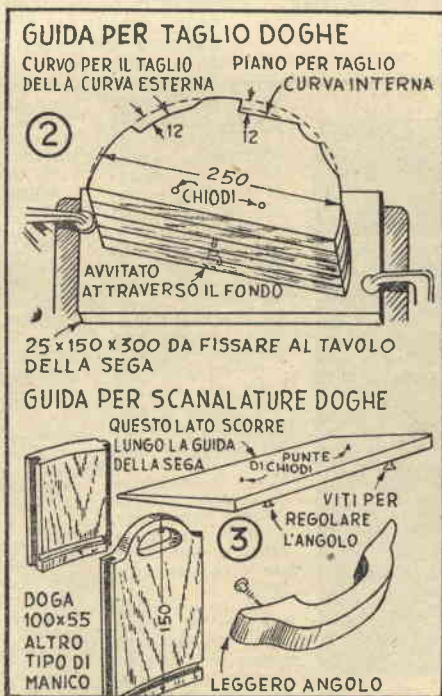 GUIDA PER TAGLIO DOGHE
CURVO PER IL TAGLIO
DELLA CURVA ESTERNA
PIANO PER TAGLIO
CURVA INTERNA
2
12
12
250
CHIODI
AVVITATO
ATTRAVERSO IL FONDO
25×150×300 DA FISSARE AL TAVOLO
DELLA SEGA
GUIDA PER SCANALATURE DOGHE
QUESTO LATO SCORRE
LUNGO LA GUIDA
DELLA SEGA
PUNTE
DI CHIODI
VITI PER
REGOLARE
L'ANGOLO
3
150
DOGA
100×55
ALTRO
TIPO DI
MANICO
LEGGERO ANGOLO